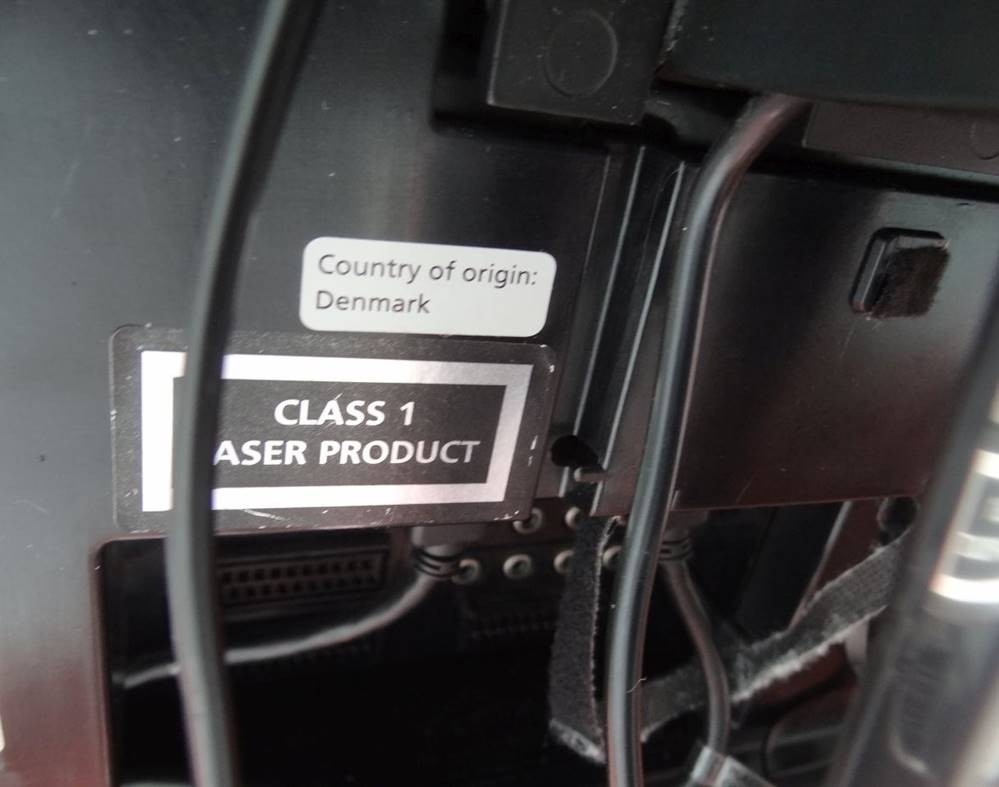 Country of origin:
Denmark
CLASS 1
ASER PRODUCT